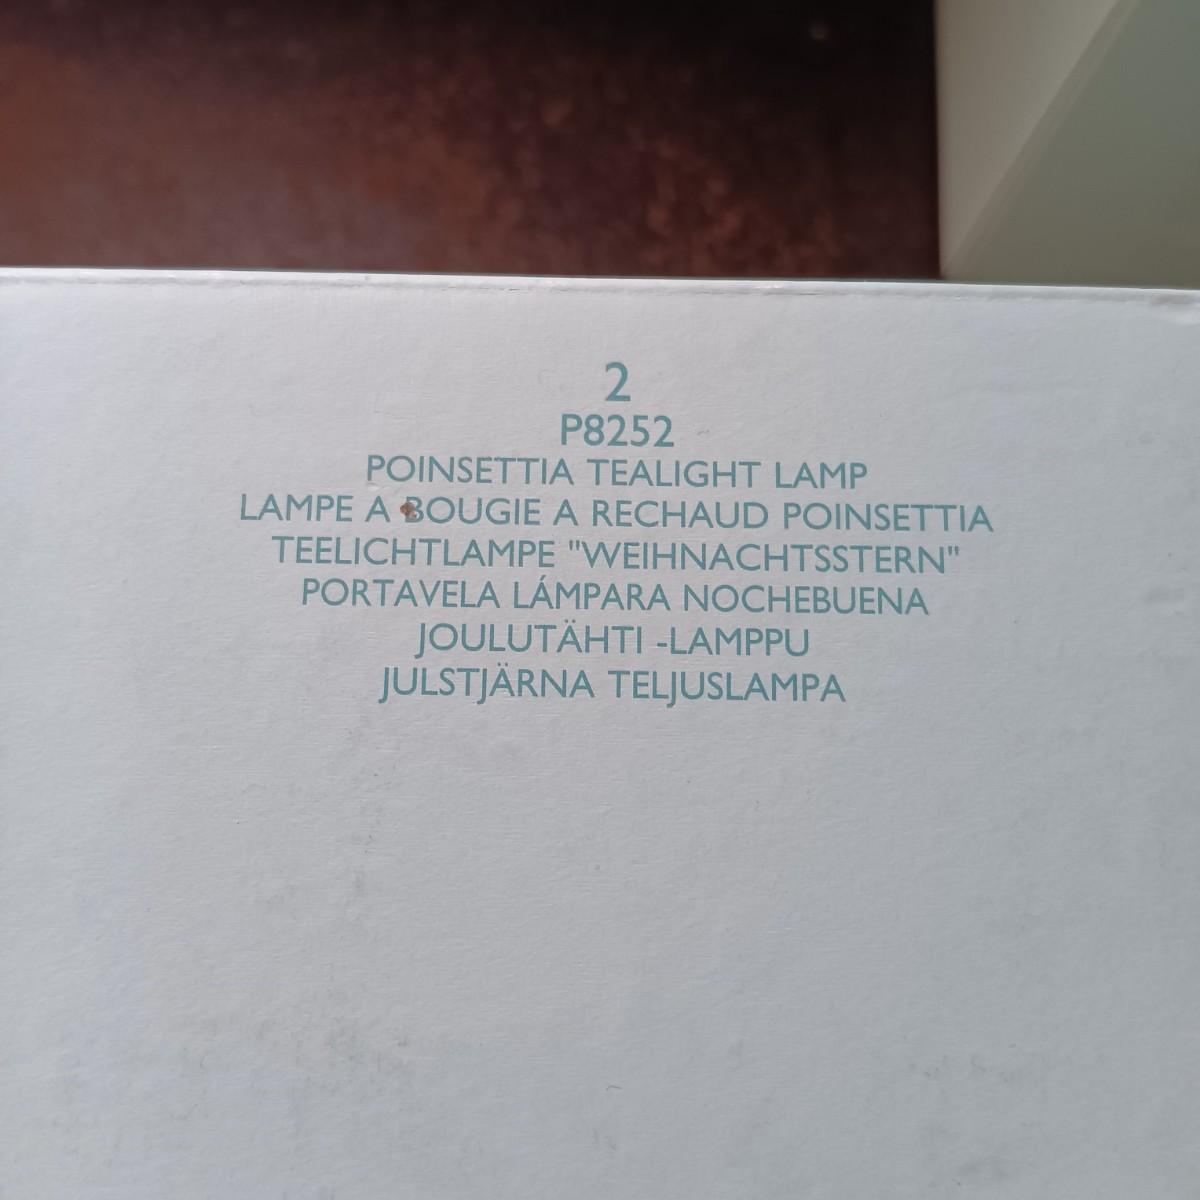 2
P8252
POINSETTIA TEALIGHT LAMP
LAMPE A BOUGIE A RECHAUD POINSETTIA
TEELICHTLAMPE "WEIHNACHTSSTERN"
PORTAVELA LÁMPARA NOCHEBUENA
JOULUTÄHTI -LAMPPU
JULSTJÄRNA TELJUSLAMPA